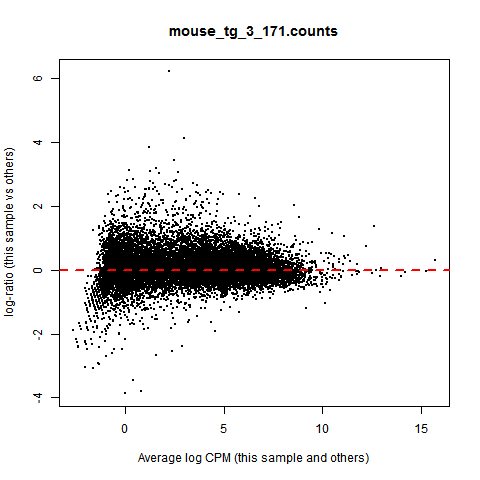 mouse_tg_3_171.counts
log-ratio (this sample vs others)
6
4
2
0
-2
-4
0 5 10 15
Average log CPM (this sample and others)